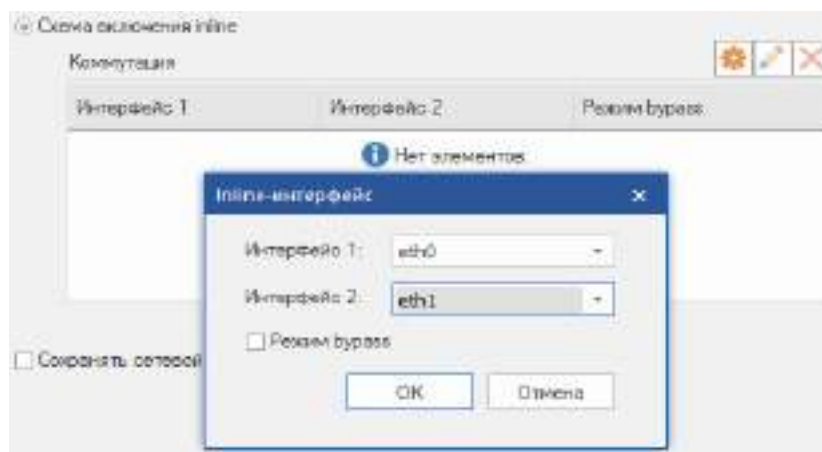 Схема включения inline
Коммутация
Интерфейс 1 Интерфейс 2 Режим bypass
Нет элементов
Inline-интерфейс
Интерфейс 1: eth0
Интерфейс 2: eth1
Режим bypass
Сохранять сетевой
OK Отмена